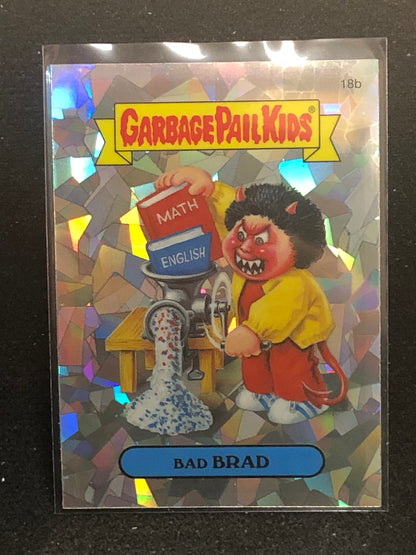 18b
GARBAGE PAIL KIDS®
MATH
ENGLISH
BAD BRAD